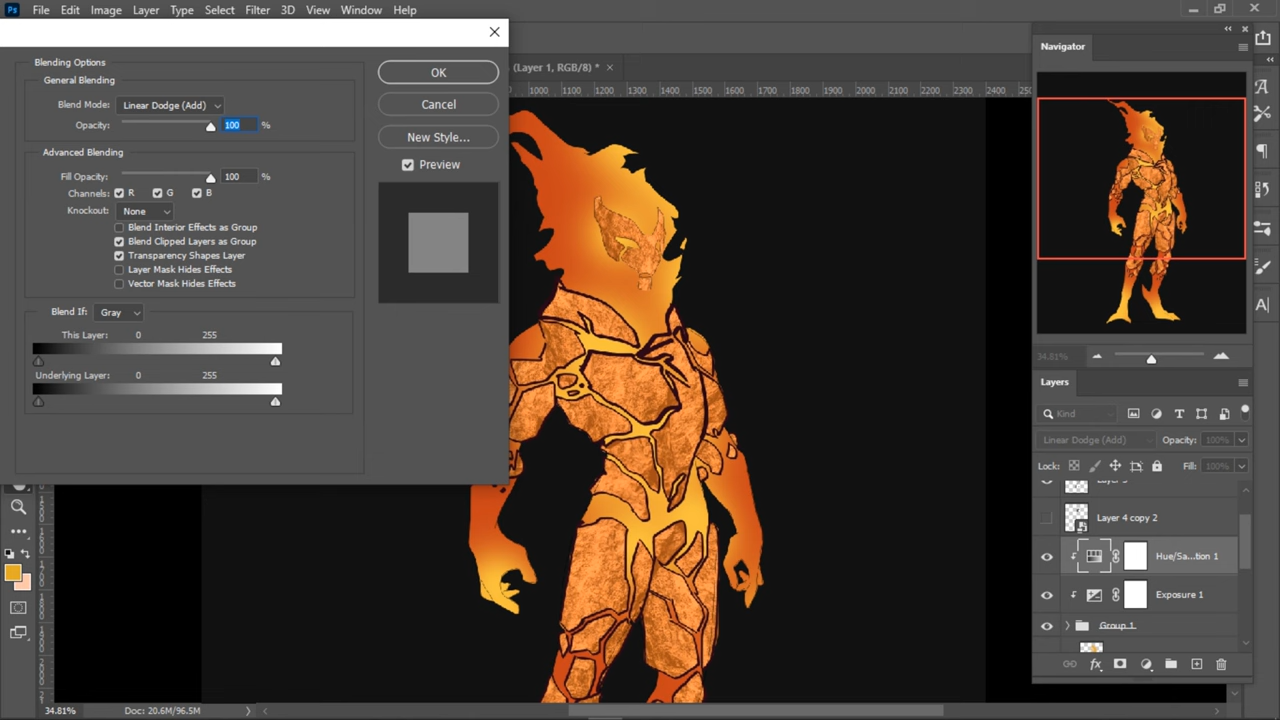 Ps File Edit Image Layer Type Select Filter 3D View Window Help
(Layer 1, RGB/8) *
1000 1100 1200 1300 1400 1500 1600 1700 1800 1900 2000 2100 2200 2300 2400
Blending Options
General Blending
Blend Mode: Linear Dodge (Add)
Opacity: 100 %
Advanced Blending
Fill Opacity: 100 %
Channels: R G B
Knockout: None
Blend Interior Effects as Group
Blend Clipped Layers as Group
Transparency Shapes Layer
Layer Mask Hides Effects
Vector Mask Hides Effects
Blend If: Gray
This Layer: 0 255
Underlying Layer: 0 255
OK
Cancel
New Style...
Preview
Navigator
34.81%
Layers
Kind
Linear Dodge (Add) Opacity: 100%
Lock: Fill: 100%
Layer 4 copy 2
Hue/Sa...tion 1
Exposure 1
Group 1
34.81% Doc: 20.6M/96.5M